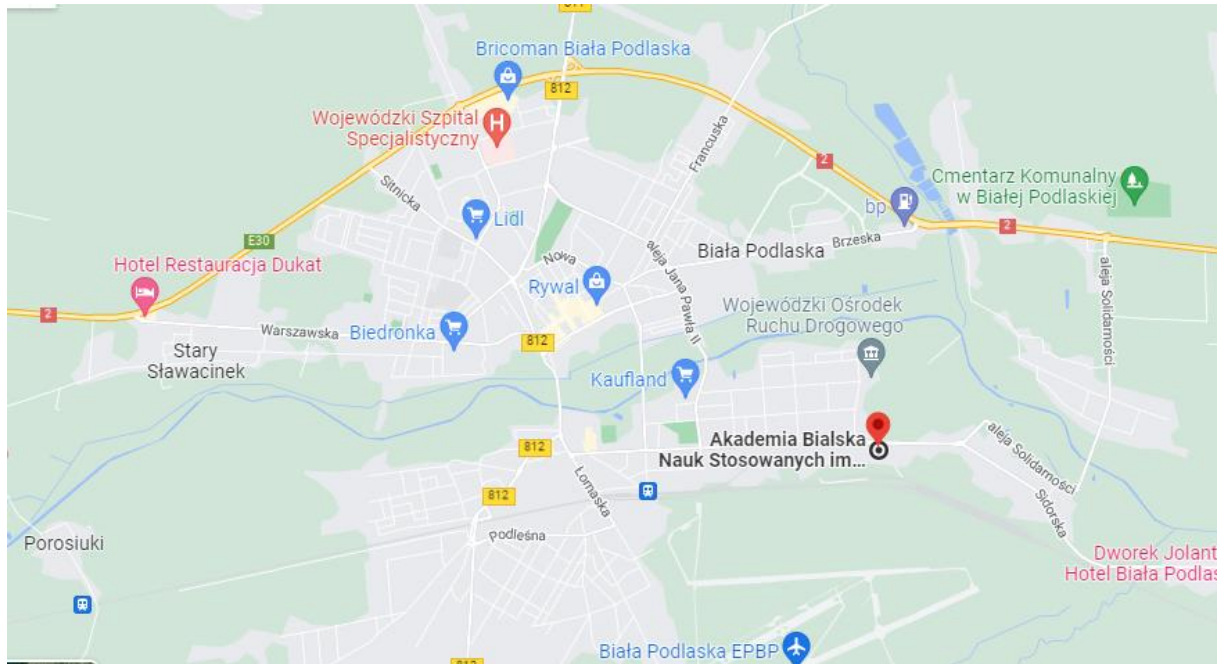 Bricoman Biała Podlaska
812
Wojewódzki Szpital
Specjalistyczny
Francuska
2
Sitnicka
Cmentarz Komunalny
w Białej Podlaskiej
Lidl
bp
E30
Nowa
aleja Jana Pawła II
Biała Podlaska
Brzeska
2
aleja Solidarności
Hotel Restauracja Dukat
Rywal
2
Warszawska
Biedronka
812
Wojewódzki Ośrodek
Ruchu Drogowego
Stary
Sławacinek
Kaufland
812
Akademia Bialska
Nauk Stosowanych im...
aleja Solidarności
Łomaska
812
Sidorska
Podleśna
Porosiuki
Dworek Jolant
Hotel Biała Podlas
Biała Podlaska EPBP